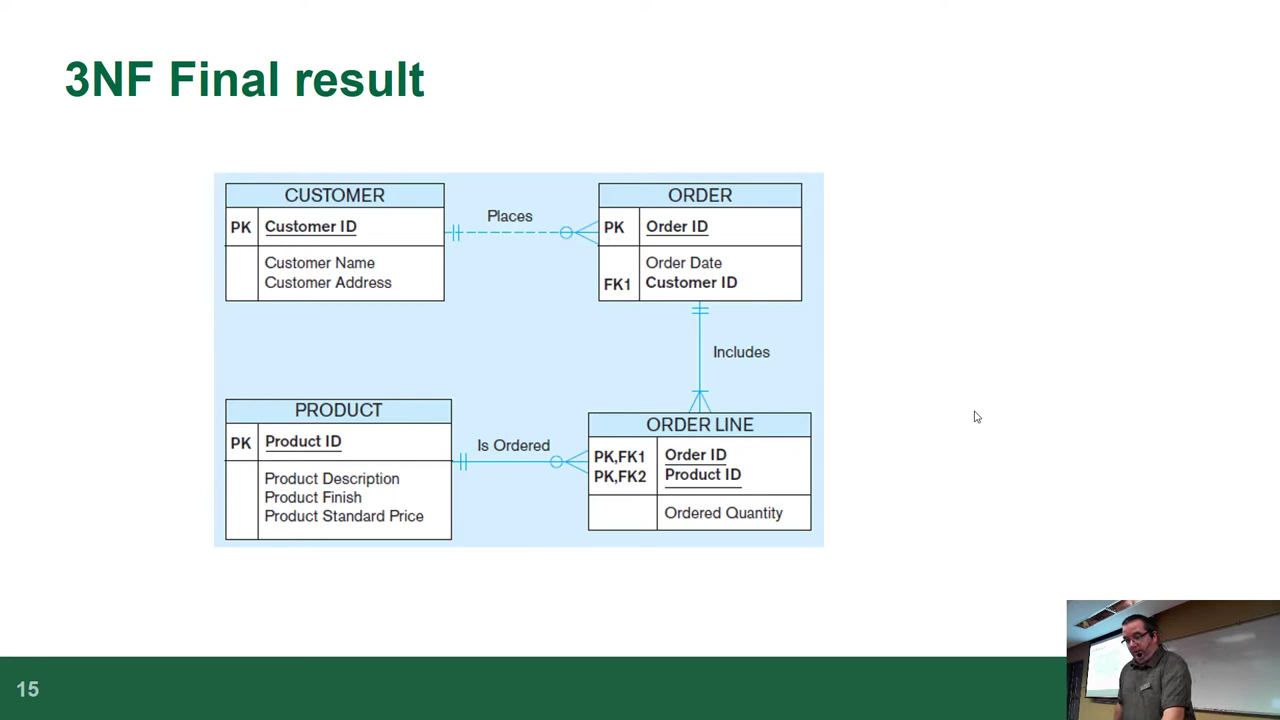 3NF Final result
CUSTOMER
PK Customer ID
Customer Name
Customer Address
Places
ORDER
PK Order ID
Order Date
FK1 Customer ID
Includes
PRODUCT
PK Product ID
Product Description
Product Finish
Product Standard Price
Is Ordered
ORDER LINE
PK,FK1 Order ID
PK,FK2 Product ID
Ordered Quantity
15